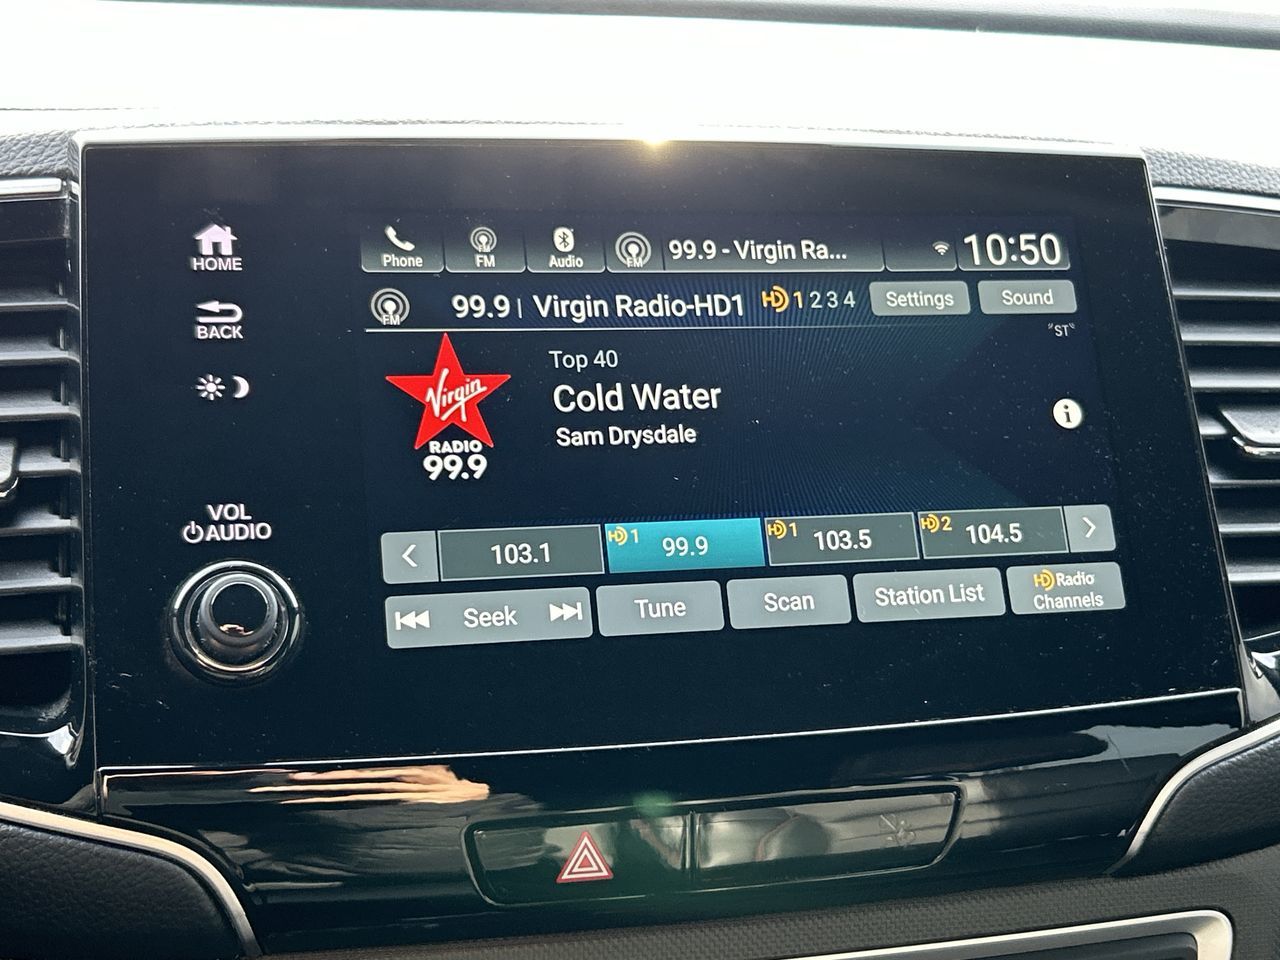 HOME
BACK
VOL
AUDIO
Phone
FM
FM
Audio
FM
99.9 - Virgin Ra...
10:50
FM
99.9 | Virgin Radio-HD1
HD 1 2 3 4
Settings
Sound
"ST"
Virgin
RADIO
99.9
Top 40
Cold Water
Sam Drysdale
i
103.1
HD 1 99.9
HD 1 103.5
HD 2 104.5
Seek
Tune
Scan
Station List
HD Radio
Channels